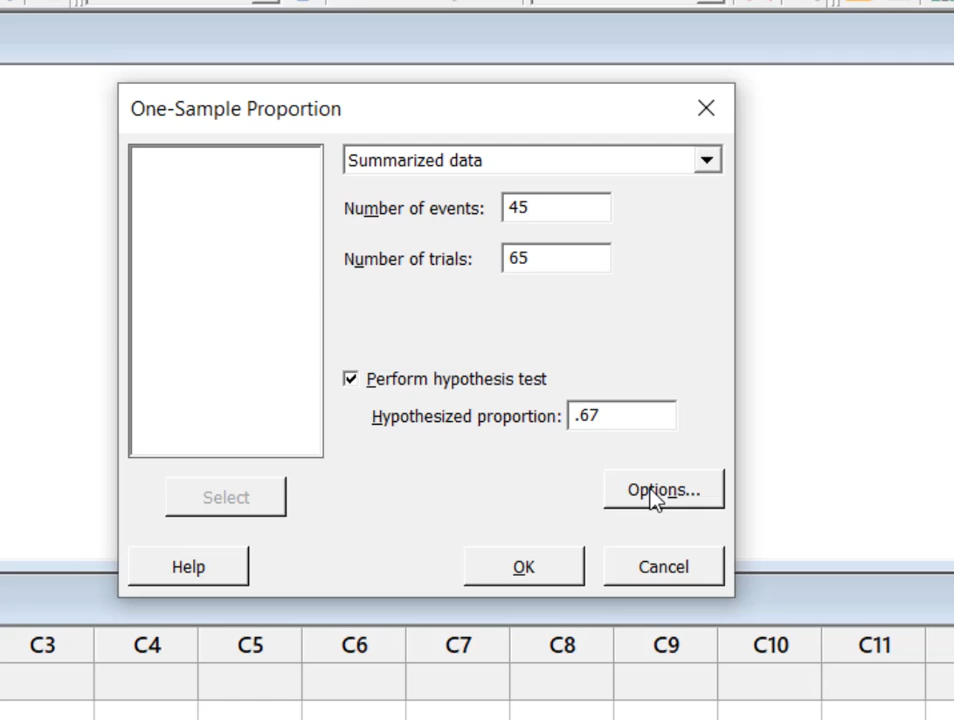 One-Sample Proportion
Summarized data
Number of events: 45
Number of trials: 65
Perform hypothesis test
Hypothesized proportion: .67
Select
Options...
Help
OK
Cancel
C3 C4 C5 C6 C7 C8 C9 C10 C11